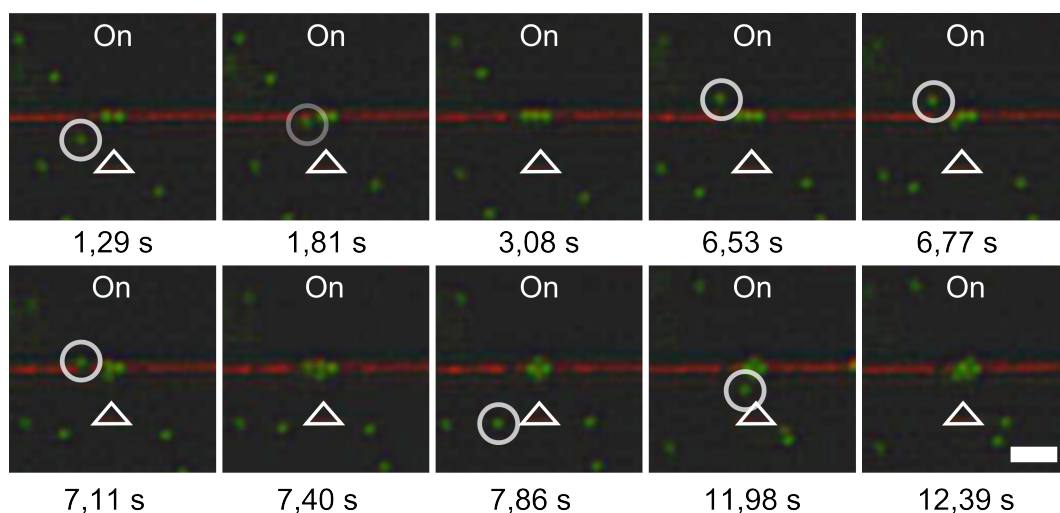 On On On On On
1,29 s 1,81 s 3,08 s 6,53 s 6,77 s
On On On On On
7,11 s 7,40 s 7,86 s 11,98 s 12,39 s